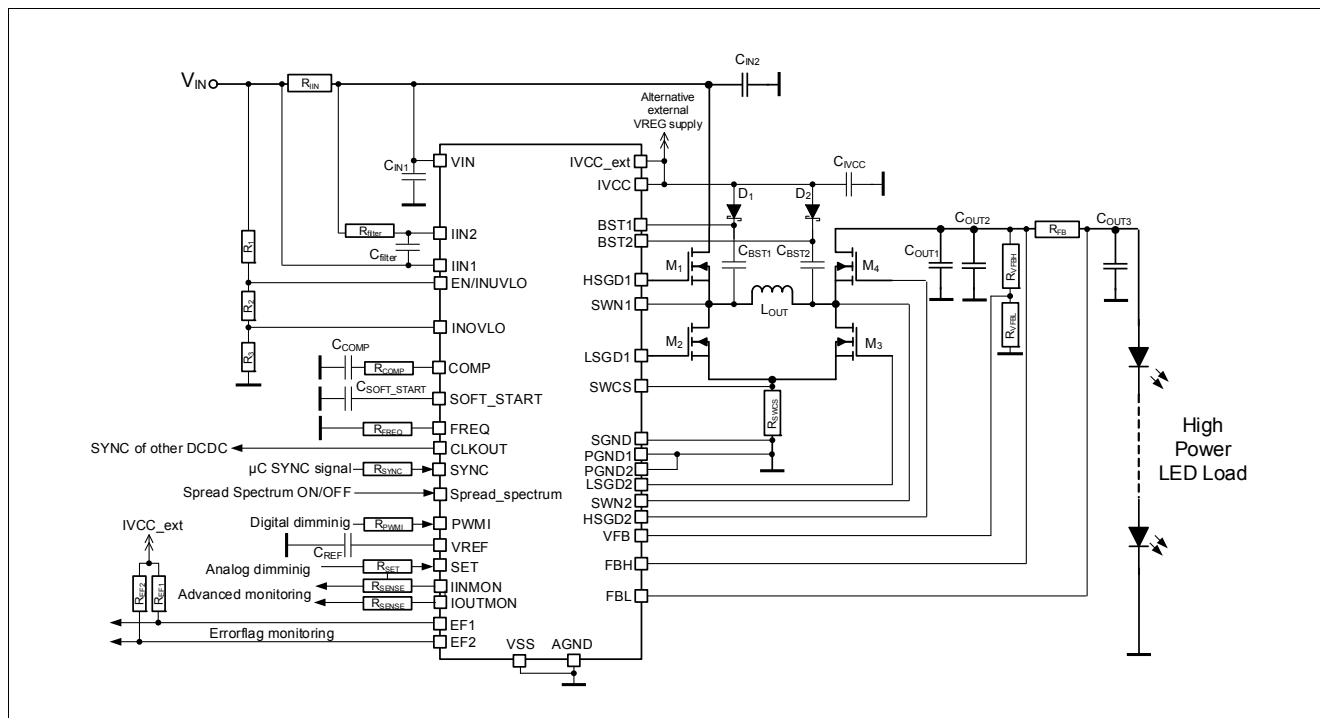 VIN
RIIN
CIN2
Alternative
external
VREG supply
CIN1
VIN
IVCC_ext
IVCC
CIVCC
D1
D2
BST1
BST2
CBST1
CBST2
Rfilter
Cfilter
IIN2
IIN1
R1
EN/INUVLO
R2
INOVLO
R3
HSGD1
SWN1
M1
M4
LOUT
LSGD1
M2
M3
COUT1
COUT2
RFB
COUT3
RVFBH
RVFBL
CCOMP
RCOMP
COMP
SWCS
RSWCS
CSOFT_START
SOFT_START
RFREQ
FREQ
SGND
SYNC of other DCDC
CLKOUT
PGND1
PGND2
µC SYNC signal
RSYNC
SYNC
LSGD2
Spread Spectrum ON/OFF
Spread_spectrum
SWN2
HSGD2
Digital dimminig
RPWMI
PWMI
VFB
IVCC_ext
CREF
VREF
Analog dimminig
RSET
SET
FBH
Advanced monitoring
RSENSE
IINMON
RSENSE
IOUTMON
FBL
REF2
REF1
EF1
Errorflag monitoring
EF2
VSS
AGND
High
Power
LED Load